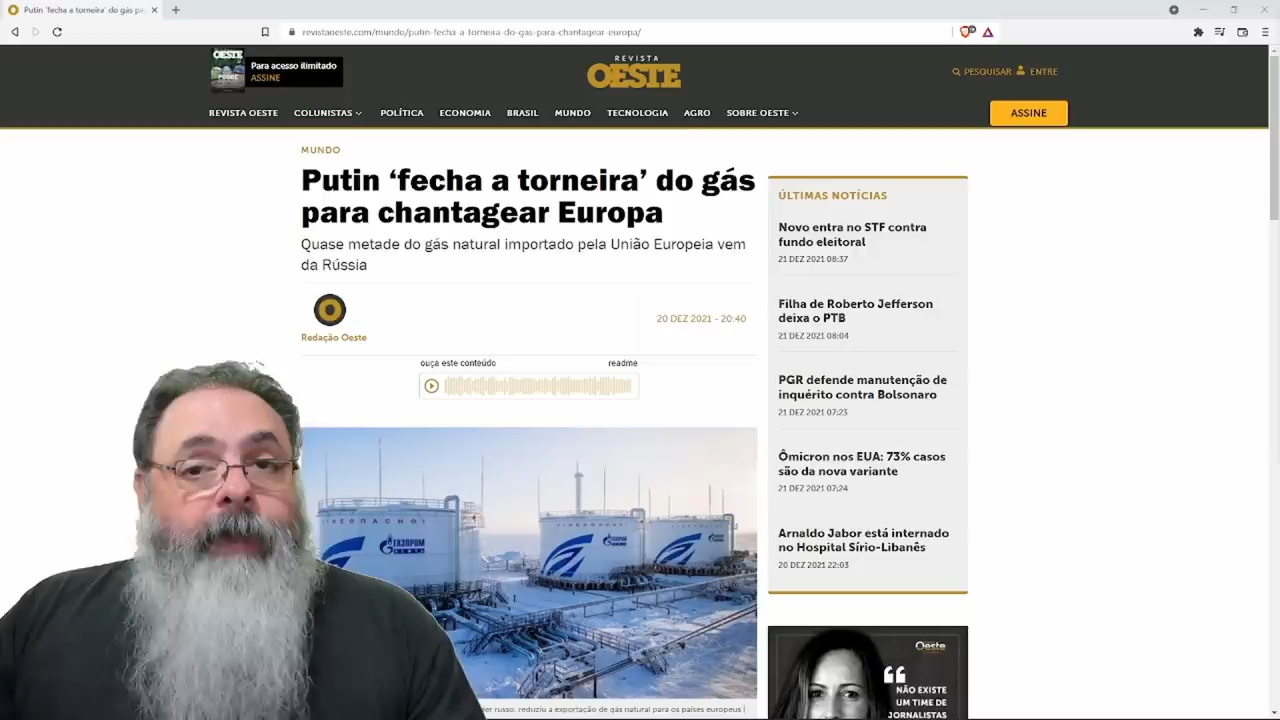 Putin 'fecha a torneira' do gás pa
revistaoeste.com/mundo/putin-fecha-a-torneira-do-gas-para-chantagear-europa/
OESTE
Para acesso ilimitado
ASSINE
REVISTA
OESTE
PESQUISAR
ENTRE
REVISTA OESTE
COLUNISTAS
POLÍTICA
ECONOMIA
BRASIL
MUNDO
TECNOLOGIA
AGRO
SOBRE OESTE
ASSINE
MUNDO
Putin ‘fecha a torneira’ do gás
para chantagear Europa
Quase metade do gás natural importado pela União Europeia vem
da Rússia
Redação Oeste
20 DEZ 2021 - 20:40
ouça este conteúdo
readme
ГАЗПРОМ
russo, reduziu a exportação de gás natural para os países europeus |
ÚLTIMAS NOTÍCIAS
Novo entra no STF contra
fundo eleitoral
21 DEZ 2021 08:37
Filha de Roberto Jefferson
deixa o PTB
21 DEZ 2021 08:04
PGR defende manutenção de
inquérito contra Bolsonaro
21 DEZ 2021 07:23
Ômicron nos EUA: 73% casos
são da nova variante
21 DEZ 2021 07:24
Arnaldo Jabor está internado
no Hospital Sírio-Libanês
20 DEZ 2021 22:03
Oeste
NÃO EXISTE
UM TIME DE
JORNALISTAS